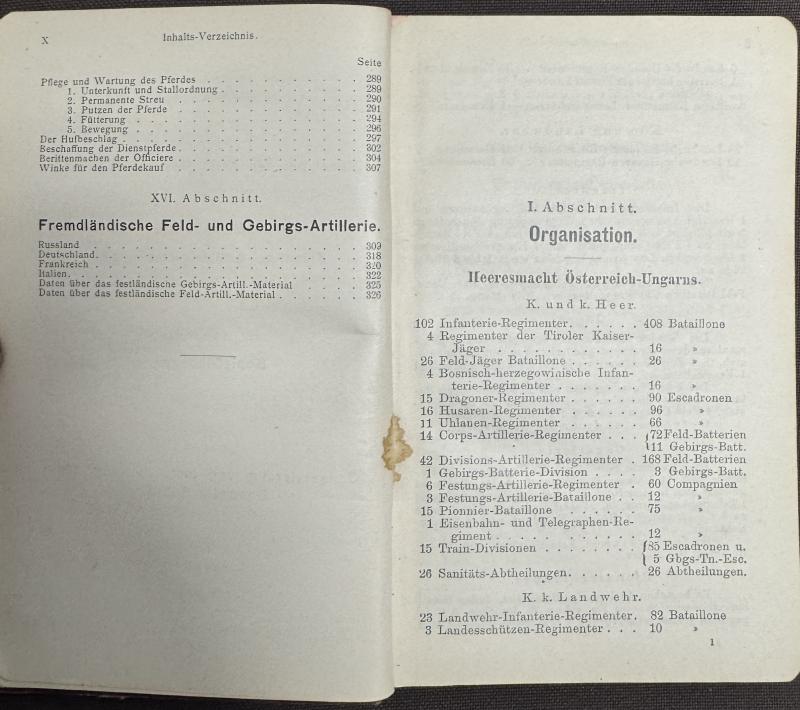 X
Inhalts-Verzeichnis.
Seite
Pflege und Wartung des Pferdes . . . . . . . . . . . 289
1. Unterkunft und Stallordnung . . . . . . . . . . 289
2. Permanente Streu . . . . . . . . . . . . 290
3. Putzen der Pferde . . . . . . . . . . . . 291
4. Fütterung . . . . . . . . . . . . . . 294
5. Bewegung . . . . . . . . . . . . . . 296
Der Hufbeschlag . . . . . . . . . . . . . . . 297
Beschaffung der Dienstpferde . . . . . . . . . . . . 302
Berittenmachen der Officiere . . . . . . . . . . . . 304
Winke für den Pferdekauf . . . . . . . . . . . . 307
XVI. Abschnitt.
Fremdländische Feld- und Gebirgs-Artillerie.
Russland . . . . . . . . . . . . . . . . . 309
Deutschland . . . . . . . . . . . . . . . . 318
Frankreich . . . . . . . . . . . . . . . . 320
Italien . . . . . . . . . . . . . . . . . 322
Daten über das festländische Gebirgs-Artill.-Material . . . . 325
Daten über das festländische Feld-Artill.-Material . . . . . 326
I. Abschnitt.
Organisation.
Heeresmacht Österreich-Ungarns.
K. und k. Heer.
102 Infanterie-Regimenter . . . . . . 408 Bataillone
4 Regimenter der Tiroler Kaiser-
Jäger . . . . . . . . . . . 16 »
26 Feld-Jäger Bataillone . . . . . . 26 »
4 Bosnisch-herzegowinische Infan-
terie-Regimenter . . . . . . . 16 »
15 Dragoner-Regimenter . . . . . . 90 Escadronen
16 Husaren-Regimenter . . . . . . 96 »
11 Uhlanen-Regimenter . . . . . . 66 »
14 Corps-Artillerie-Regimenter . . . {72 Feld-Batterien
{11 Gebirgs-Batt.
42 Divisions-Artillerie-Regimenter . 168 Feld-Batterien
1 Gebirgs-Batterie-Division . . . . 3 Gebirgs-Batt.
6 Festungs-Artillerie-Regimenter . 60 Compagnien
3 Festungs-Artillerie-Bataillone . . 12 »
15 Pionnier-Bataillone . . . . . . 75 »
1 Eisenbahn- und Telegraphen-Re-
giment . . . . . . . . . . . 12 »
15 Train-Divisionen . . . . . . . {85 Escadronen u.
{ 5 Gbgs-Tn.-Esc.
26 Sanitäts-Abtheilungen . . . . . . 26 Abtheilungen.
K. k. Landwehr.
23 Landwehr-Infanterie-Regimenter . 82 Bataillone
3 Landesschützen-Regimenter . . . 10 »
1